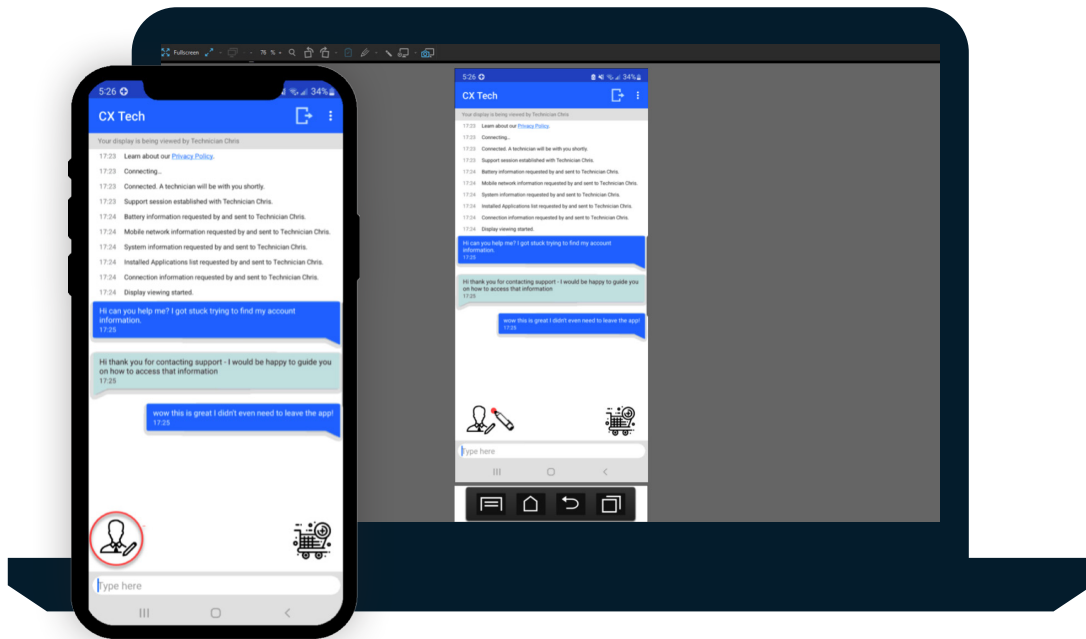 Fullscreen
76 %
5:26
34%
CX Tech
Your display is being viewed by Technician Chris
17:23 Learn about our Privacy Policy.
17:23 Connecting...
17:23 Connected. A technician will be with you shortly.
17:23 Support session established with Technician Chris.
17:24 Battery information requested by and sent to Technician Chris.
17:24 Mobile network information requested by and sent to Technician Chris.
17:24 System information requested by and sent to Technician Chris.
17:24 Installed Applications list requested by and sent to Technician Chris.
17:24 Connection information requested by and sent to Technician Chris.
17:24 Display viewing started.
Hi can you help me? I got stuck trying to find my account
information.
17:25
Hi thank you for contacting support - I would be happy to guide you
on how to access that information
17:25
wow this is great I didn't even need to leave the app!
17:25
Type here
5:26
34%
CX Tech
Your display is being viewed by Technician Chris
17:23 Learn about our Privacy Policy.
17:23 Connecting...
17:23 Connected. A technician will be with you shortly.
17:23 Support session established with Technician Chris.
17:24 Battery information requested by and sent to Technician Chris.
17:24 Mobile network information requested by and sent to Technician Chris.
17:24 System information requested by and sent to Technician Chris.
17:24 Installed Applications list requested by and sent to Technician Chris.
17:24 Connection information requested by and sent to Technician Chris.
17:24 Display viewing started.
Hi can you help me? I got stuck trying to find my account
information.
17:25
Hi thank you for contacting support - I would be happy to guide you
on how to access that information
17:25
wow this is great I didn't even need to leave the app!
17:25
Type here